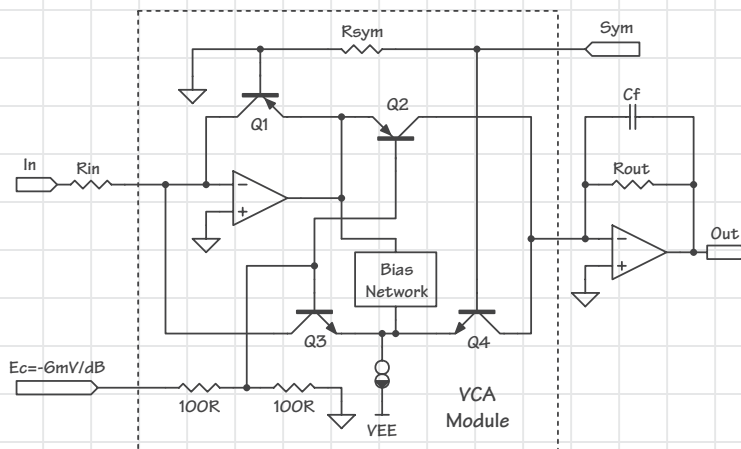 Rsym
Sym
Q1
Q2
Cf
In
Rin
Rout
−
+
−
+
Out
Bias
Network
Q3
Q4
Ec=-6mV/dB
100R
100R
VEE
VCA
Module